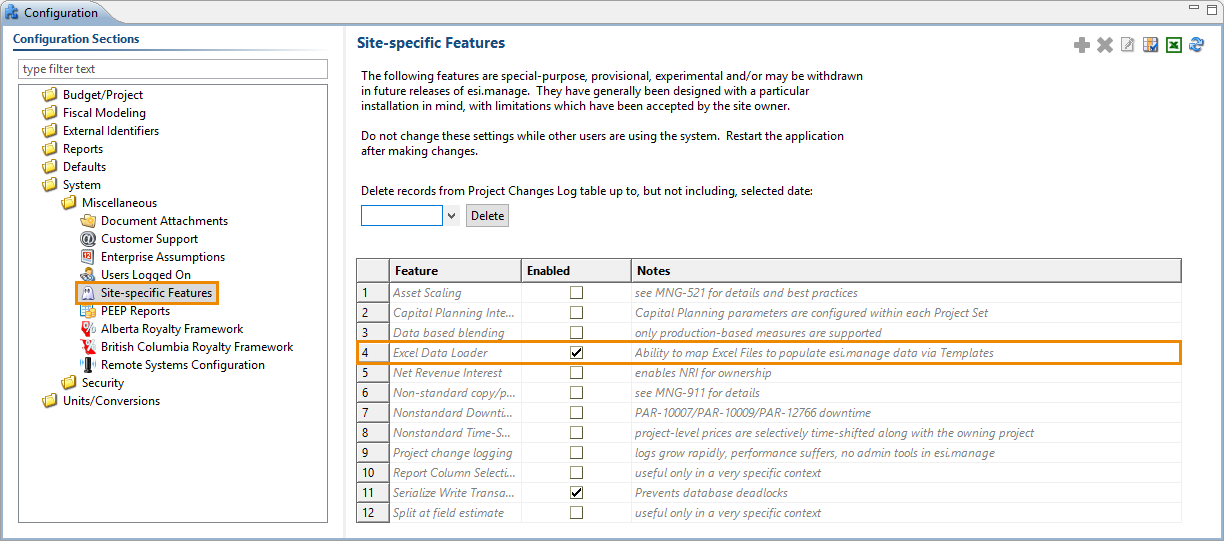 Configuration
Configuration Sections
type filter text
Budget/Project
Fiscal Modeling
External Identifiers
Reports
Defaults
System
Miscellaneous
Document Attachments
Customer Support
Enterprise Assumptions
Users Logged On
Site-specific Features
PEEP Reports
Alberta Royalty Framework
British Columbia Royalty Framework
Remote Systems Configuration
Security
Units/Conversions
Site-specific Features
The following features are special-purpose, provisional, experimental and/or may be withdrawn
in future releases of esi.manage. They have generally been designed with a particular
installation in mind, with limitations which have been accepted by the site owner.
Do not change these settings while other users are using the system. Restart the application
after making changes.
Delete records from Project Changes Log table up to, but not including, selected date:
Delete
Feature Enabled Notes
1 Asset Scaling see MNG-521 for details and best practices
2 Capital Planning Inte... Capital Planning parameters are configured within each Project Set
3 Data based blending only production-based measures are supported
4 Excel Data Loader Ability to map Excel Files to populate esi.manage data via Templates
5 Net Revenue Interest enables NRI for ownership
6 Non-standard copy/p... see MNG-911 for details
7 Nonstandard Downti... PAR-10007/PAR-10009/PAR-12766 downtime
8 Nonstandard Time-S... project-level prices are selectively time-shifted along with the owning project
9 Project change logging logs grow rapidly, performance suffers, no admin tools in esi.manage
10 Report Column Selecti... useful only in a very specific context
11 Serialize Write Transa... Prevents database deadlocks
12 Split at field estimate useful only in a very specific context